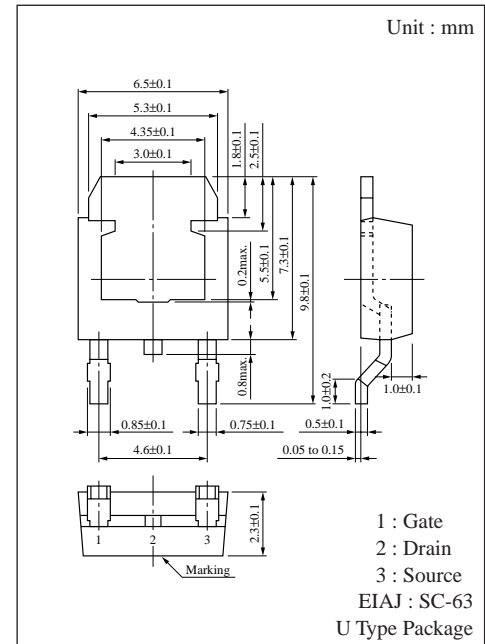 Unit : mm
6.5±0.1
5.3±0.1
4.35±0.1
3.0±0.1
1.8±0.1
2.5±0.1
0.2max.
5.5±0.1
7.3±0.1
9.8±0.1
0.8max.
1.0±0.2
1.0±0.1
0.85±0.1
0.75±0.1
0.5±0.1
4.6±0.1
0.05 to 0.15
1
2
3
2.3±0.1
Marking
1 : Gate
2 : Drain
3 : Source
EIAJ : SC-63
U Type Package